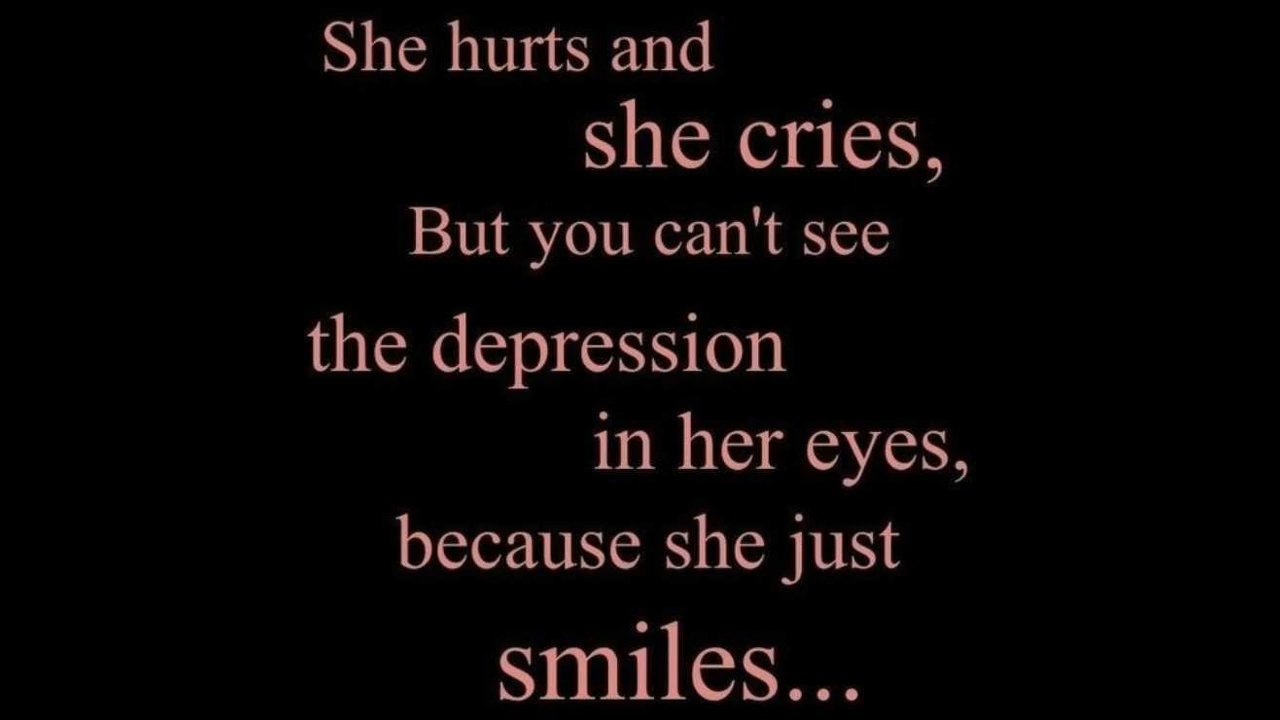 She hurts and
she cries,
But you can't see
the depression
in her eyes,
because she just
smiles...